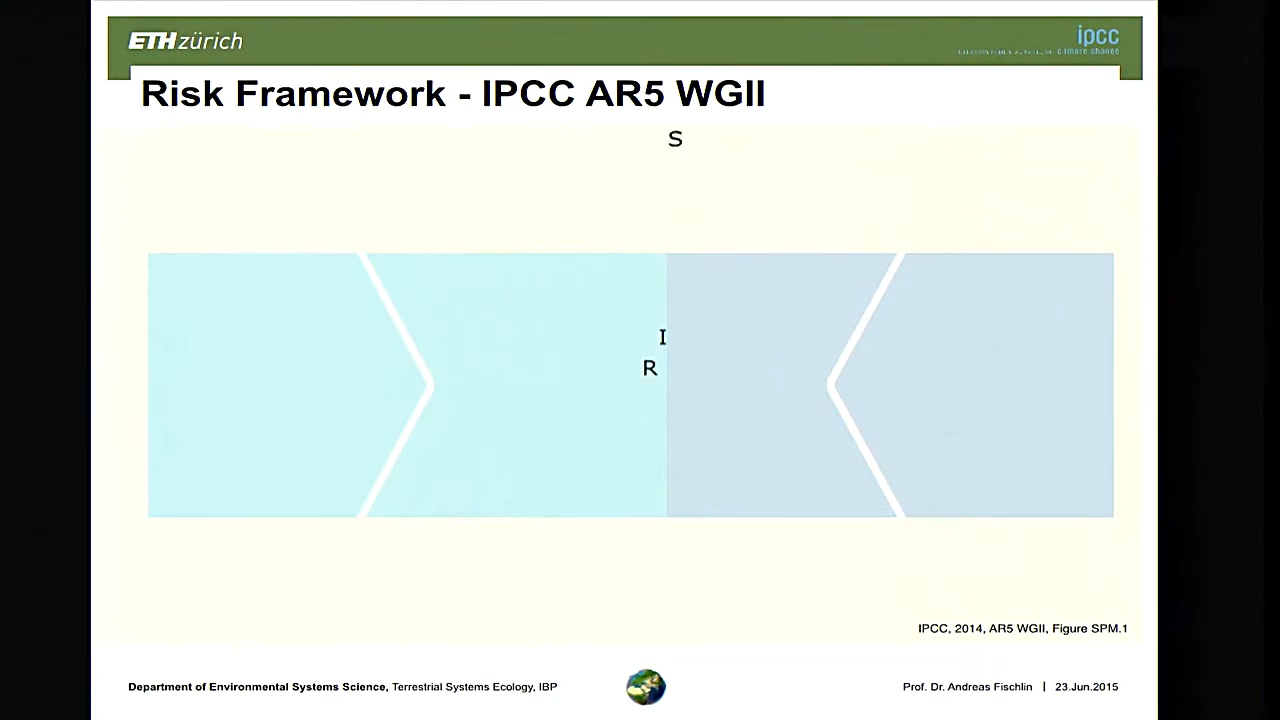 ETH zürich
ipcc
climate change
Risk Framework - IPCC AR5 WGII
S
I
R
IPCC, 2014, AR5 WGII, Figure SPM.1
Department of Environmental Systems Science, Terrestrial Systems Ecology, IBP
Prof. Dr. Andreas Fischlin | 23.Jun.2015